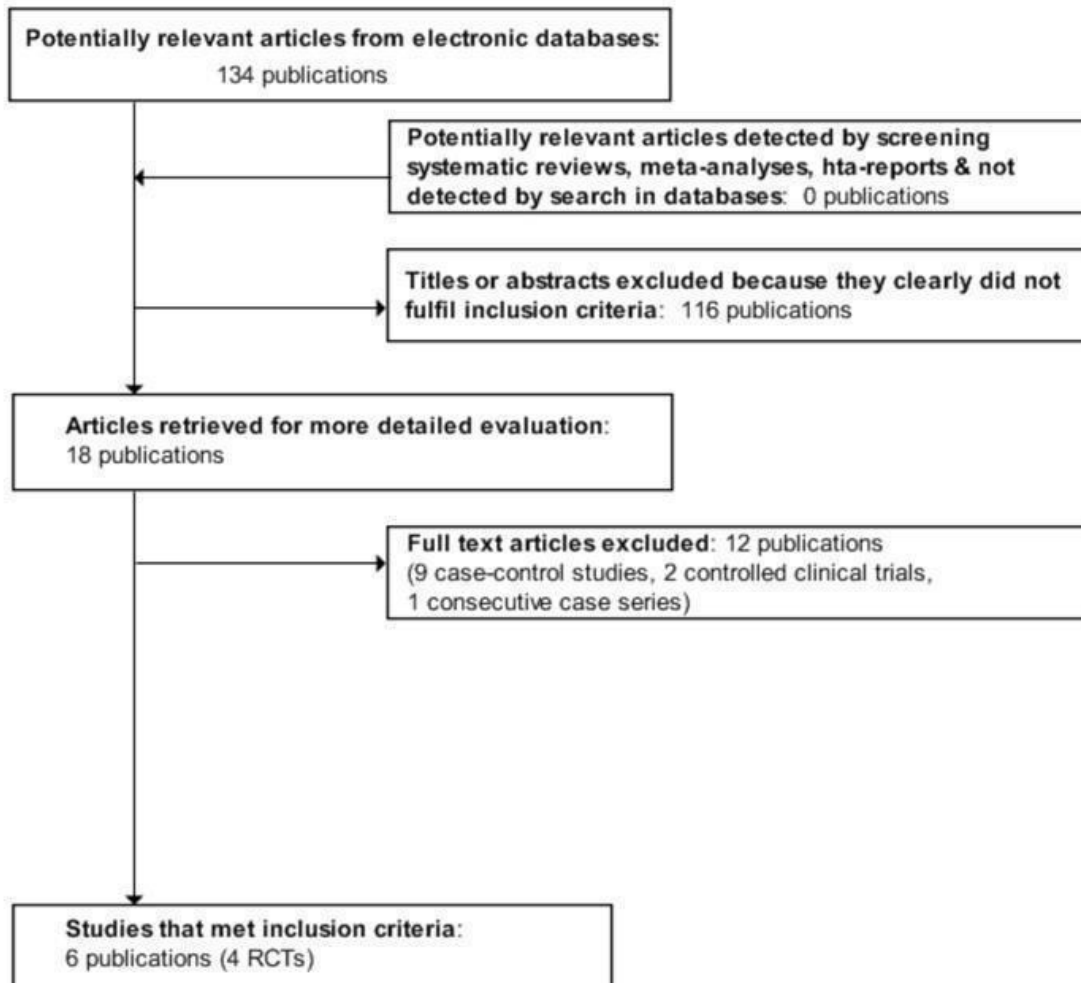 Potentially relevant articles from electronic databases:
134 publications
Potentially relevant articles detected by screening
systematic reviews, meta-analyses, hta-reports & not
detected by search in databases: 0 publications
Titles or abstracts excluded because they clearly did not
fulfil inclusion criteria: 116 publications
Articles retrieved for more detailed evaluation:
18 publications
Full text articles excluded: 12 publications
(9 case-control studies, 2 controlled clinical trials,
1 consecutive case series)
Studies that met inclusion criteria:
6 publications (4 RCTs)